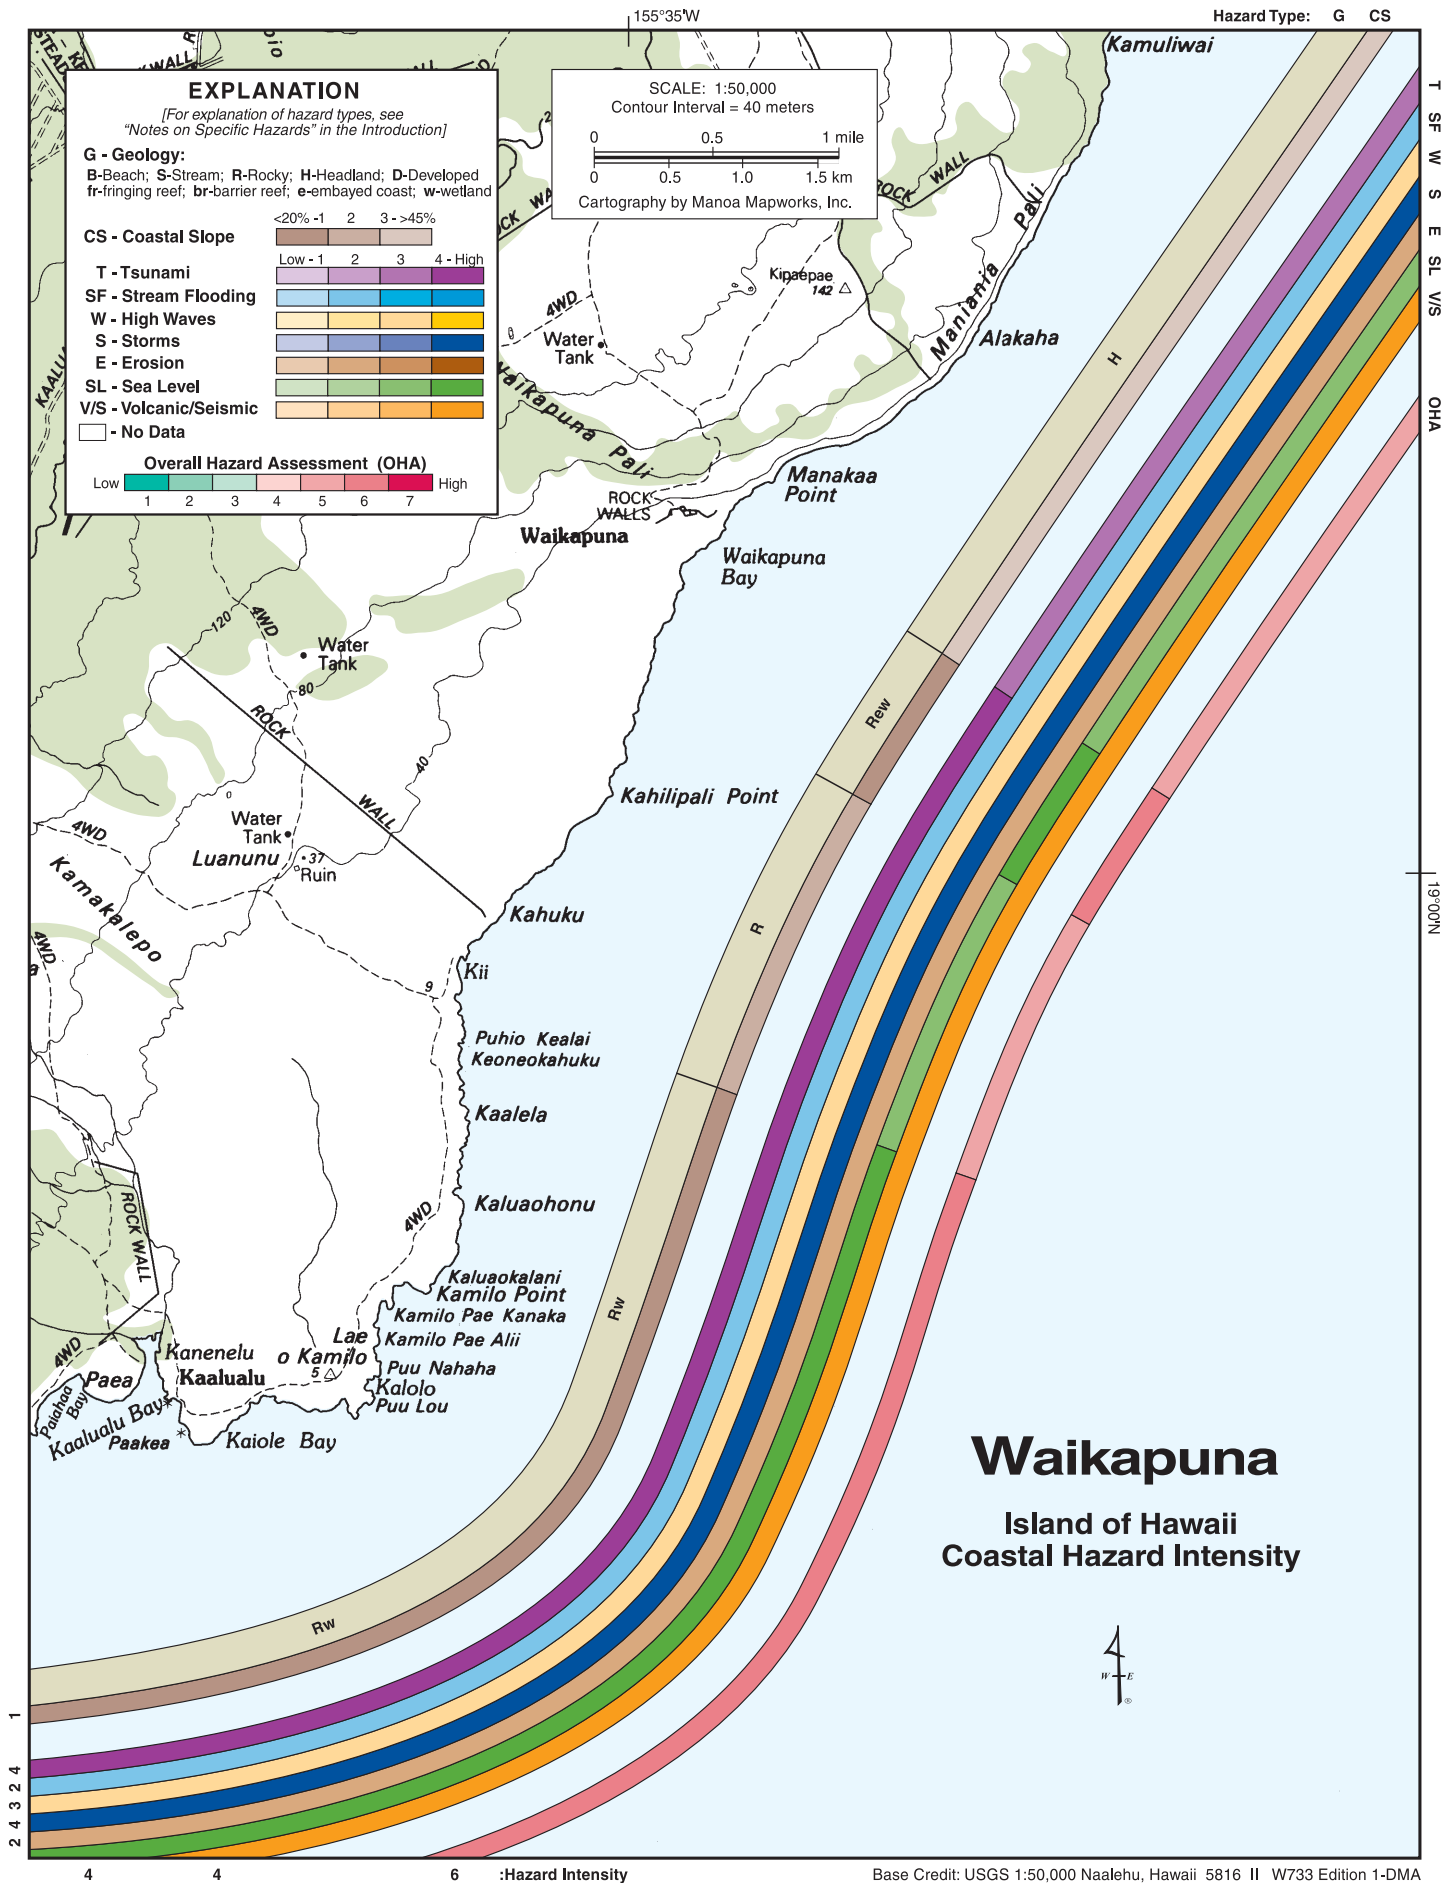 155°35'W
Hazard Type: G CS
T
SF
W
S
E
SL
V/S
OHA
EXPLANATION
[For explanation of hazard types, see
"Notes on Specific Hazards" in the Introduction]
G - Geology:
B-Beach; S-Stream; R-Rocky; H-Headland; D-Developed
fr-fringing reef; br-barrier reef; e-embayed coast; w-wetland
<20% -1 2 3 - >45%
CS - Coastal Slope
Low - 1 2 3 4 - High
T - Tsunami
SF - Stream Flooding
W - High Waves
S - Storms
E - Erosion
SL - Sea Level
V/S - Volcanic/Seismic
- No Data
Overall Hazard Assessment (OHA)
Low High
1 2 3 4 5 6 7
SCALE: 1:50,000
Contour Interval = 40 meters
0 0.5 1 mile
0 0.5 1.0 1.5 km
Cartography by Manoa Mapworks, Inc.
Kamuliwai
ROCK WALL
Pali
Maniania
Kipaepae
142
Alakaha
4WD
Water
Tank
Waikapuna Pali
H
Manakaa
Point
ROCK
WALLS
Waikapuna
Waikapuna
Bay
120
4WD
Water
Tank
80
ROCK WALL
40
Rew
Kahilipali Point
4WD
Water
Tank
Luanunu
37
Ruin
Kamakalepo
4WD
Kahuku
R
19°00'N
Kii
9
Puhio Kealai
Keoneokahuku
Kaalela
ROCK WALL
4WD
Kaluaohonu
Kaluaokalani
Kamilo Point
Kamilo Pae Kanaka
Rw
Lae
o Kamilo
5
Kamilo Pae Alii
Puu Nahaha
Kalolo
Puu Lou
4WD
Kanenelu
Kaalualu
Paea
Paiahaa
Bay
Kaalualu Bay
Paakea
Kaiole Bay
Waikapuna
Island of Hawaii
Coastal Hazard Intensity
Rw
W E
®
1
4
2
3
4
2
4 4 6 :Hazard Intensity
Base Credit: USGS 1:50,000 Naalehu, Hawaii 5816 II W733 Edition 1-DMA